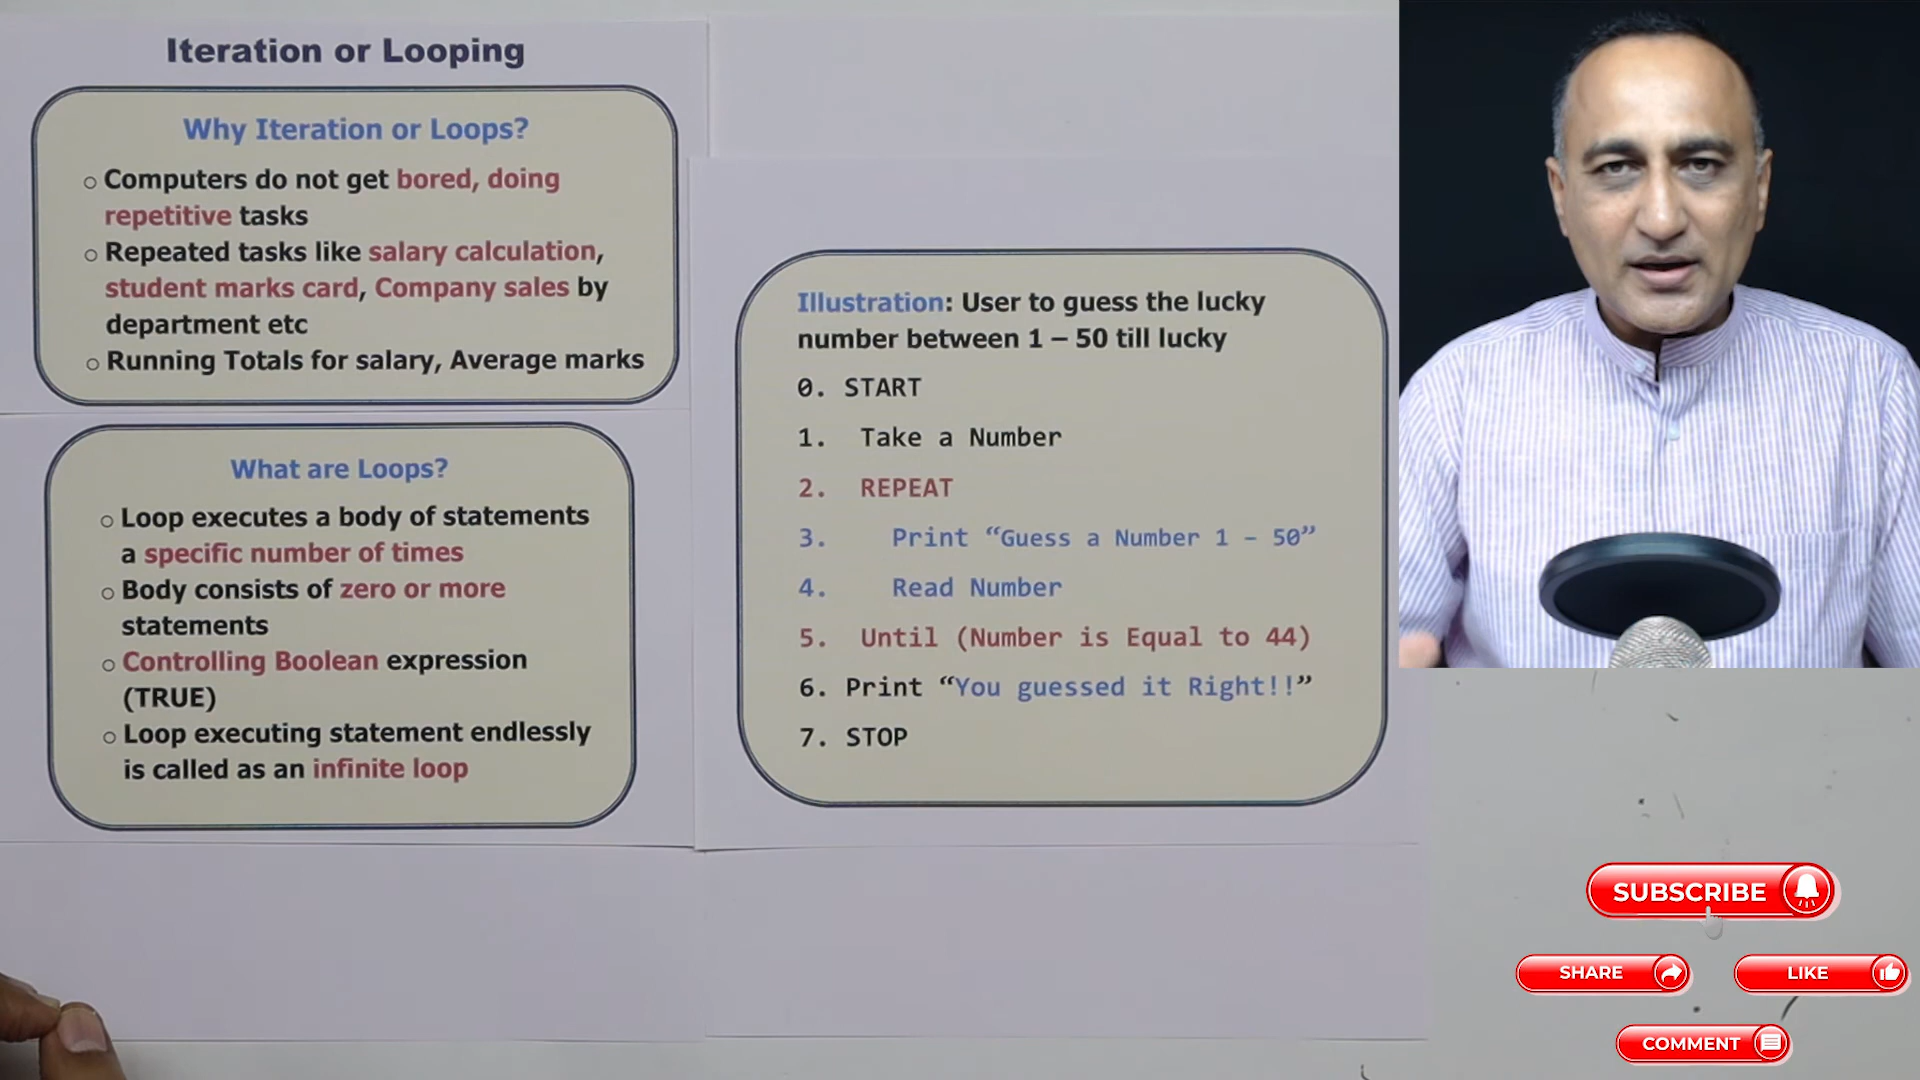 Iteration or Looping
Why Iteration or Loops?
Computers do not get bored, doing
repetitive tasks
Repeated tasks like salary calculation,
student marks card, Company sales by
department etc
Running Totals for salary, Average marks
What are Loops?
Loop executes a body of statements
a specific number of times
Body consists of zero or more
statements
Controlling Boolean expression
(TRUE)
Loop executing statement endlessly
is called as an infinite loop
Illustration: User to guess the lucky
number between 1 – 50 till lucky
0. START
1. Take a Number
2. REPEAT
3. Print “Guess a Number 1 – 50”
4. Read Number
5. Until (Number is Equal to 44)
6. Print “You guessed it Right!!”
7. STOP
SUBSCRIBE
SHARE
LIKE
COMMENT